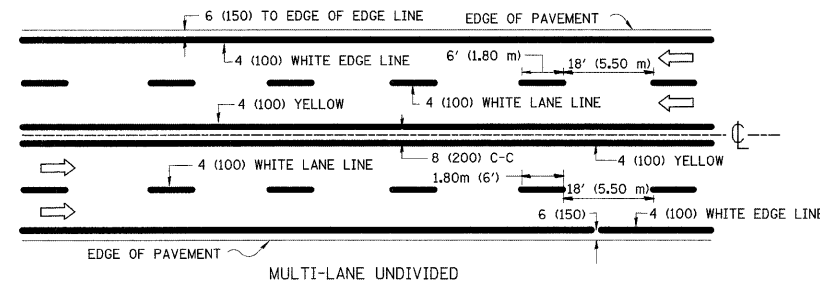 6 (150) TO EDGE OF EDGE LINE
EDGE OF PAVEMENT
4 (100) WHITE EDGE LINE
6' (1.80 m)
18' (5.50 m)
4 (100) YELLOW
4 (100) WHITE LANE LINE
℄
4 (100) WHITE LANE LINE
8 (200) C-C
4 (100) YELLOW
1.80m (6')
18' (5.50 m)
6 (150)
4 (100) WHITE EDGE LINE
EDGE OF PAVEMENT
MULTI-LANE UNDIVIDED